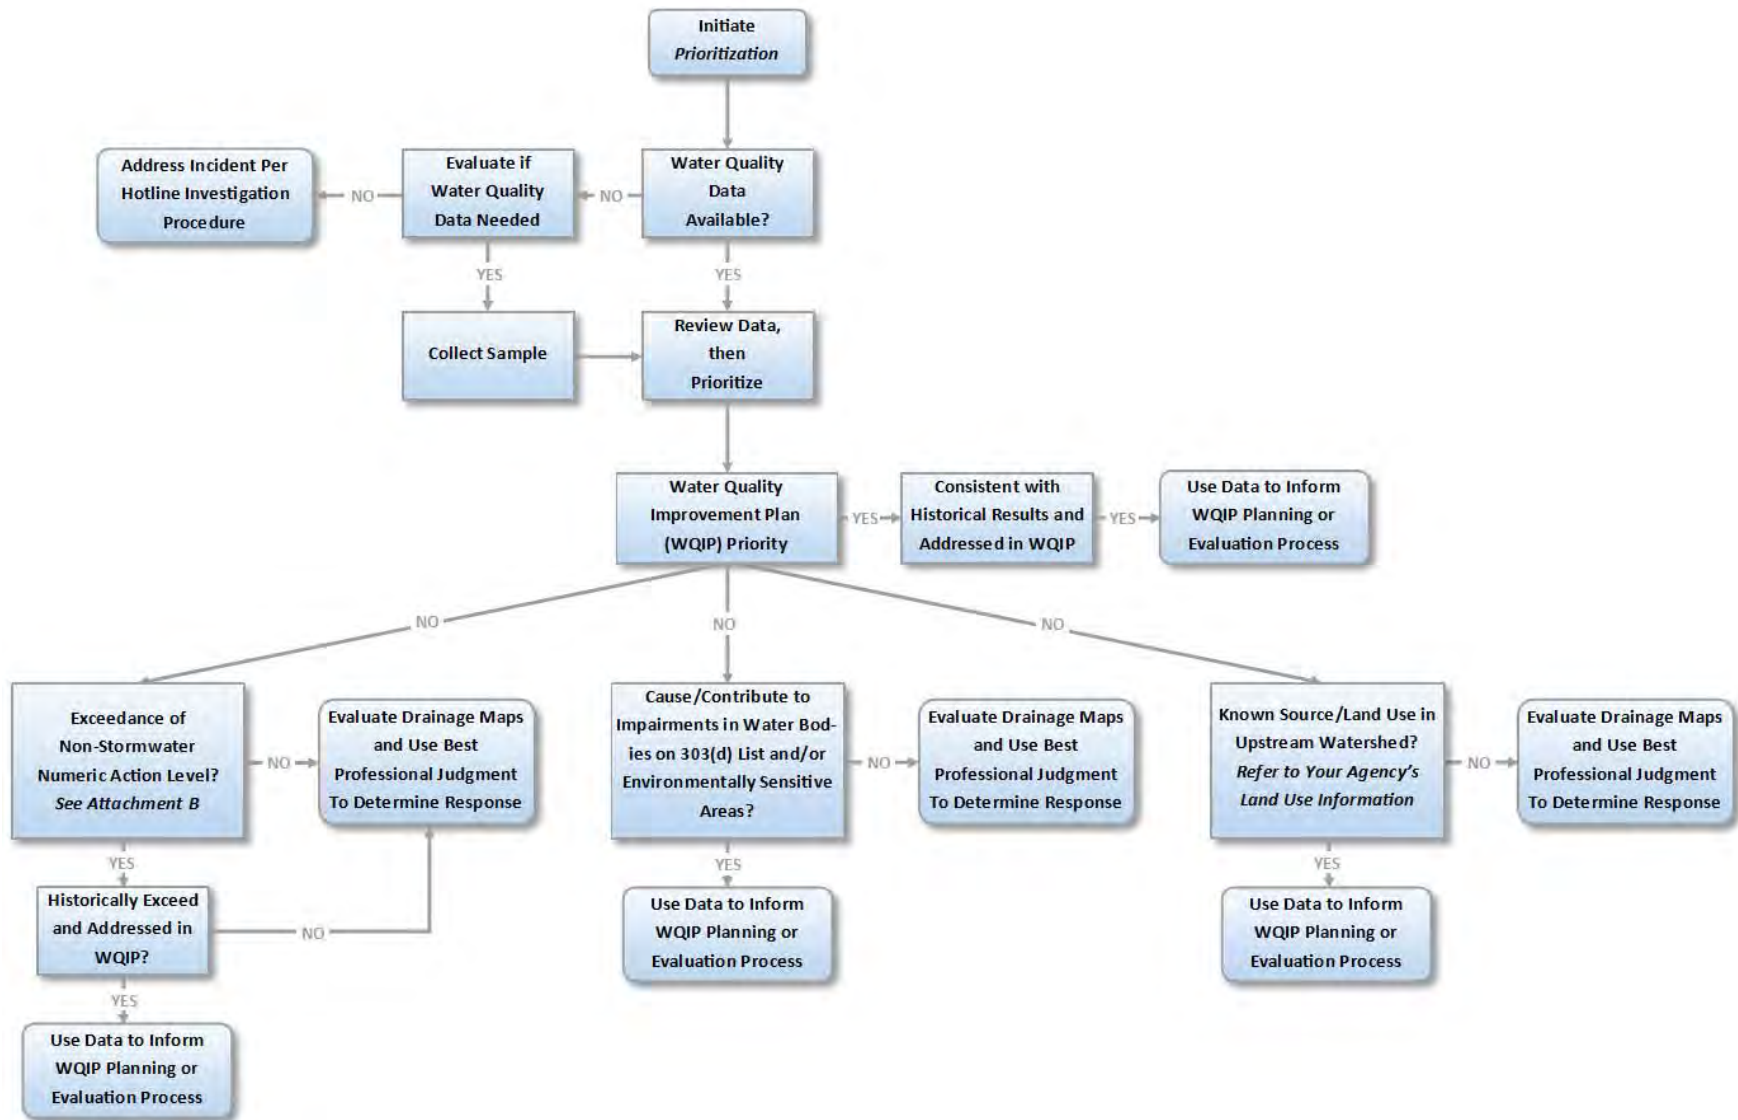 Initiate
Prioritization
Address Incident Per
Hotline Investigation
Procedure
NO
Evaluate if
Water Quality
Data Needed
NO
Water Quality
Data
Available?
YES
YES
Collect Sample
Review Data,
then
Prioritize
Water Quality
Improvement Plan
(WQIP) Priority
YES
Consistent with
Historical Results and
Addressed in WQIP
YES
Use Data to Inform
WQIP Planning or
Evaluation Process
NO
NO
NO
Exceedance of
Non-Stormwater
Numeric Action Level?
See Attachment B
NO
Evaluate Drainage Maps
and Use Best
Professional Judgment
To Determine Response
Cause/Contribute to
Impairments in Water Bod-
ies on 303(d) List and/or
Environmentally Sensitive
Areas?
NO
Evaluate Drainage Maps
and Use Best
Professional Judgment
To Determine Response
Known Source/Land Use in
Upstream Watershed?
Refer to Your Agency's
Land Use Information
NO
Evaluate Drainage Maps
and Use Best
Professional Judgment
To Determine Response
YES
YES
YES
Historically Exceed
and Addressed in
WQIP?
NO
Use Data to Inform
WQIP Planning or
Evaluation Process
Use Data to Inform
WQIP Planning or
Evaluation Process
YES
Use Data to Inform
WQIP Planning or
Evaluation Process